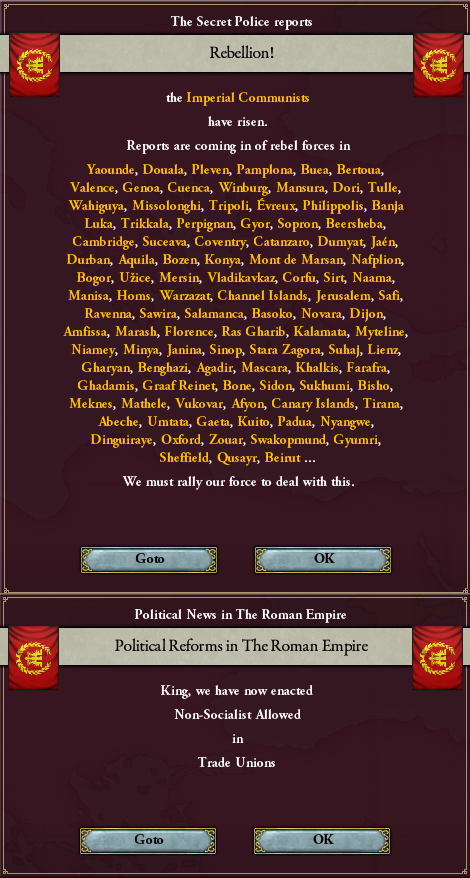 The Secret Police reports
Rebellion!
the Imperial Communists
have risen.
Reports are coming in of rebel forces in
Yaounde, Douala, Pleven, Pamplona, Buea, Bertoua,
Valence, Genoa, Cuenca, Winburg, Mansura, Dori, Tulle,
Wahiguya, Missolonghi, Tripoli, Évreux, Philippolis, Banja
Luka, Trikkala, Perpignan, Gyor, Sopron, Beersheba,
Cambridge, Suceava, Coventry, Catanzaro, Dumyat, Jaén,
Durban, Aquila, Bozen, Konya, Mont de Marsan, Nafplion,
Bogor, Užice, Mersin, Vladikavkaz, Corfu, Sirt, Naama,
Manisa, Homs, Warzazat, Channel Islands, Jerusalem, Safi,
Ravenna, Sawira, Salamanca, Basoko, Novara, Dijon,
Amfissa, Marash, Florence, Ras Gharib, Kalamata, Myteline,
Niamey, Minya, Janina, Sinop, Stara Zagora, Suhaj, Lienz,
Gharyan, Benghazi, Agadir, Mascara, Khalkis, Farafra,
Ghadamis, Graaf Reinet, Bone, Sidon, Sukhumi, Bisho,
Meknes, Mathele, Vukovar, Afyon, Canary Islands, Tirana,
Abeche, Umtata, Gaeta, Kuito, Padua, Nyangwe,
Dinguiraye, Oxford, Zouar, Swakopmund, Gyumri,
Sheffield, Qusayr, Beirut ...
We must rally our force to deal with this.
Goto OK
Political News in The Roman Empire
Political Reforms in The Roman Empire
King, we have now enacted
Non-Socialist Allowed
in
Trade Unions
Goto OK